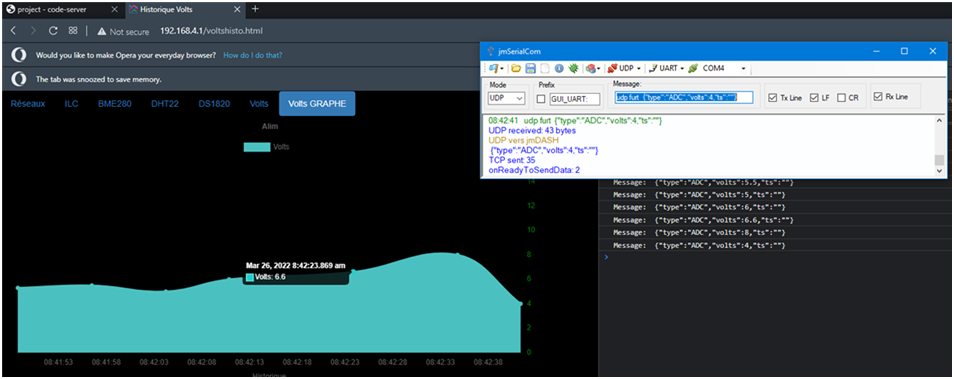 project - code-server
Historique Volts
Not secure 192.168.4.1/voltshisto.html
Would you like to make Opera your everyday browser? How do I do that?
The tab was snoozed to save memory.
Réseaux ILC BME280 DHT22 DS1820 Volts Volts GRAPHE
Alim
Volts
14
12
10
8
6
4
2
0
Mar 26, 2022 8:42:23.869 am
Volts: 6.6
08:41:53 08:41:58 08:42:03 08:42:08 08:42:13 08:42:18 08:42:23 08:42:28 08:42:33 08:42:38
Historique
jmSerialCom
UDP UART COM4
Mode Prefix Message:
UDP GUI_UART: udp furt {"type":"ADC","volts":4,"ts":""} Tx Line LF CR Rx Line
08:42:41 udp furt {"type":"ADC","volts":4,"ts":""}
UDP received: 43 bytes
UDP vers jmDASH
{"type":"ADC","volts":4,"ts":""}
TCP sent: 35
onReadyToSendData: 2
Message: {"type":"ADC","volts":5.5,"ts":""}
Message: {"type":"ADC","volts":5,"ts":""}
Message: {"type":"ADC","volts":6,"ts":""}
Message: {"type":"ADC","volts":6.6,"ts":""}
Message: {"type":"ADC","volts":8,"ts":""}
Message: {"type":"ADC","volts":4,"ts":""}